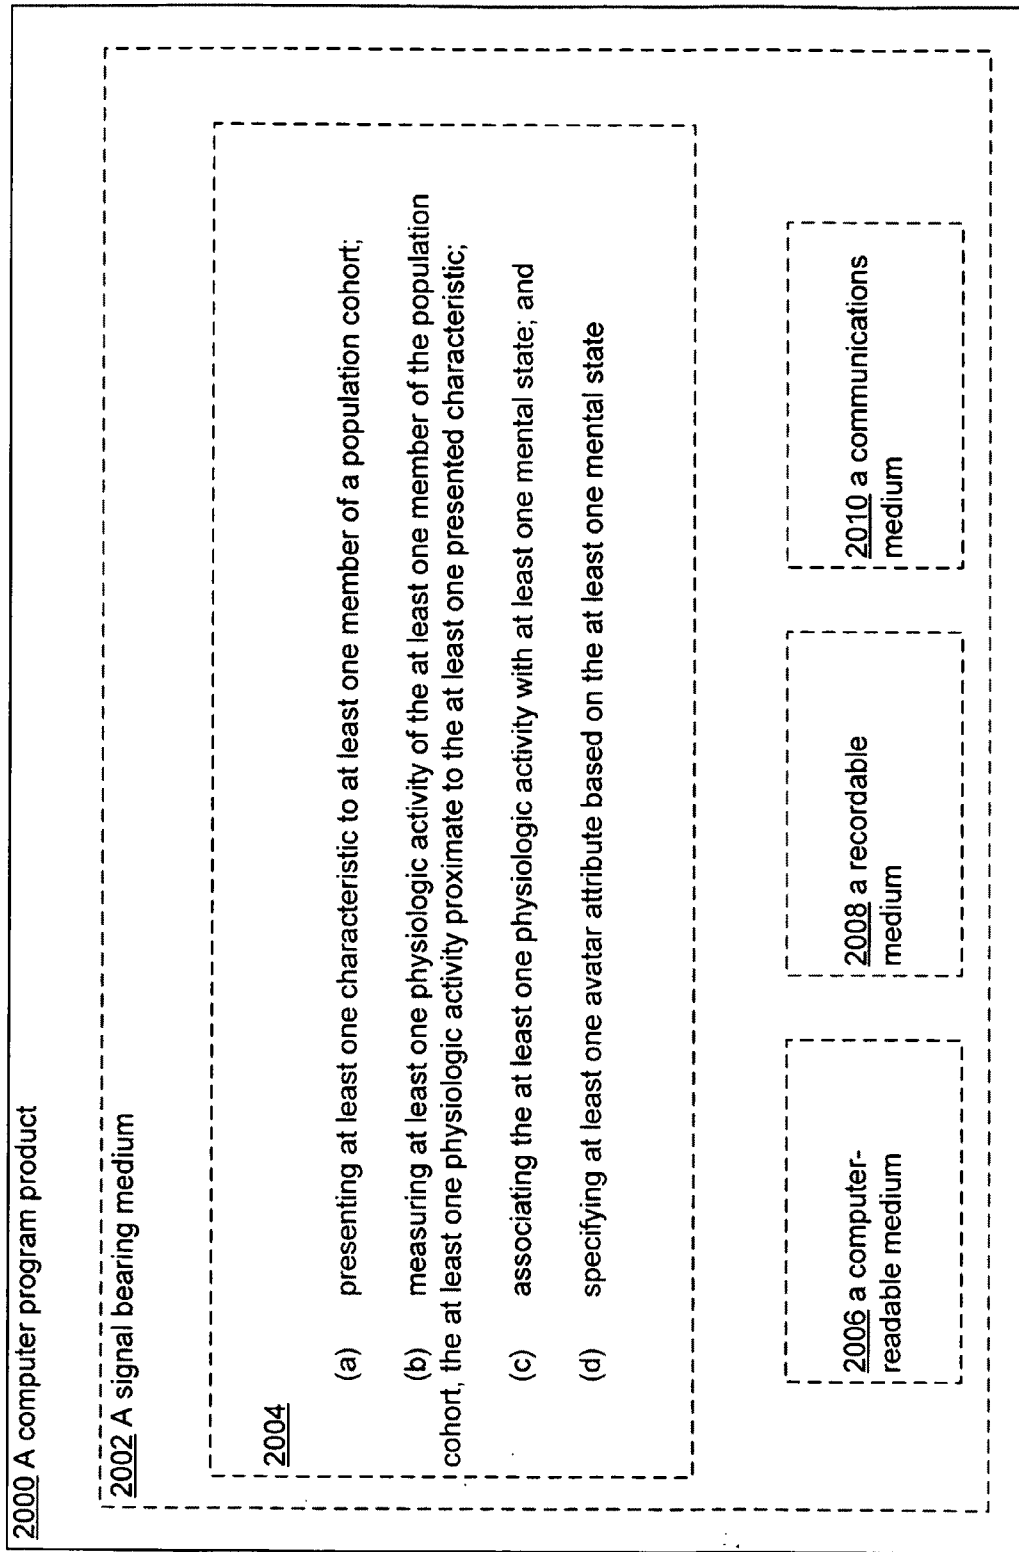 2000 A computer program product
2002 A signal bearing medium
2004
(a) presenting at least one characteristic to at least one member of a population cohort;
(b) measuring at least one physiologic activity of the at least one member of the population
cohort, the at least one physiologic activity proximate to the at least one presented characteristic;
(c) associating the at least one physiologic activity with at least one mental state; and
(d) specifying at least one avatar attribute based on the at least one mental state
2006 a computer-
readable medium
2008 a recordable
medium
2010 a communications
medium